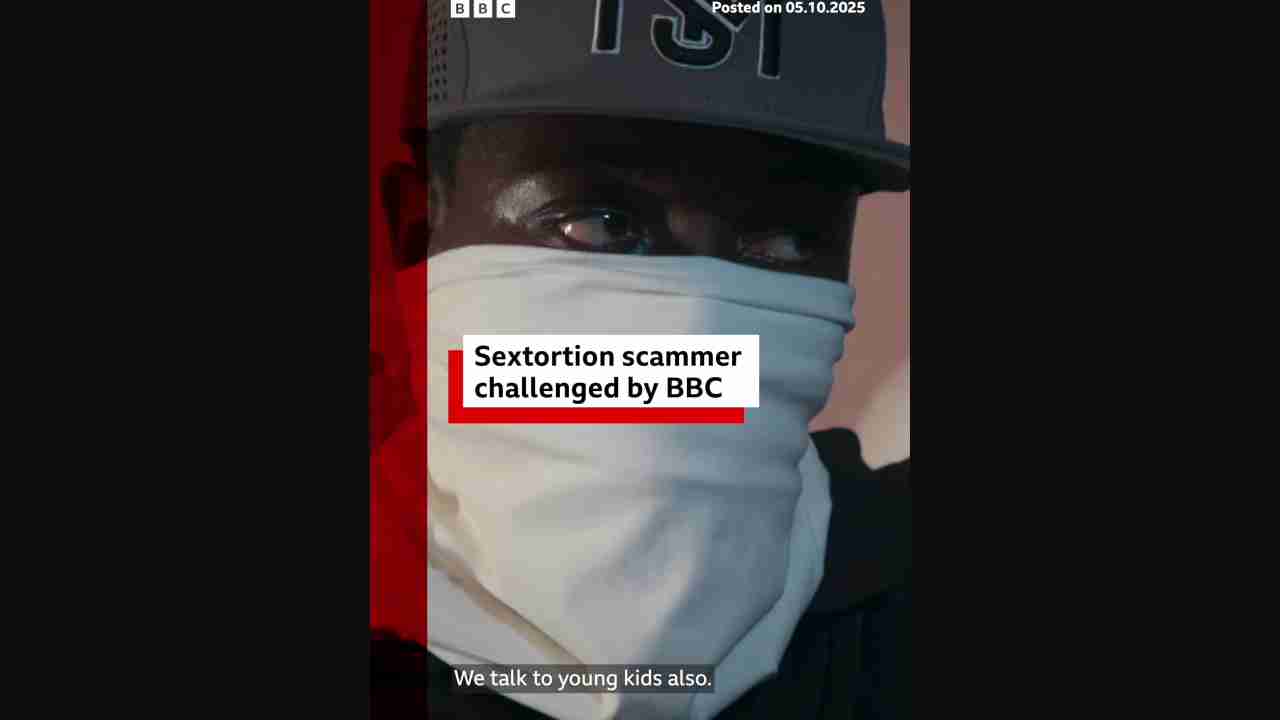 BBC
Posted on 05.10.2025
Sextortion scammer
challenged by BBC
We talk to young kids also.